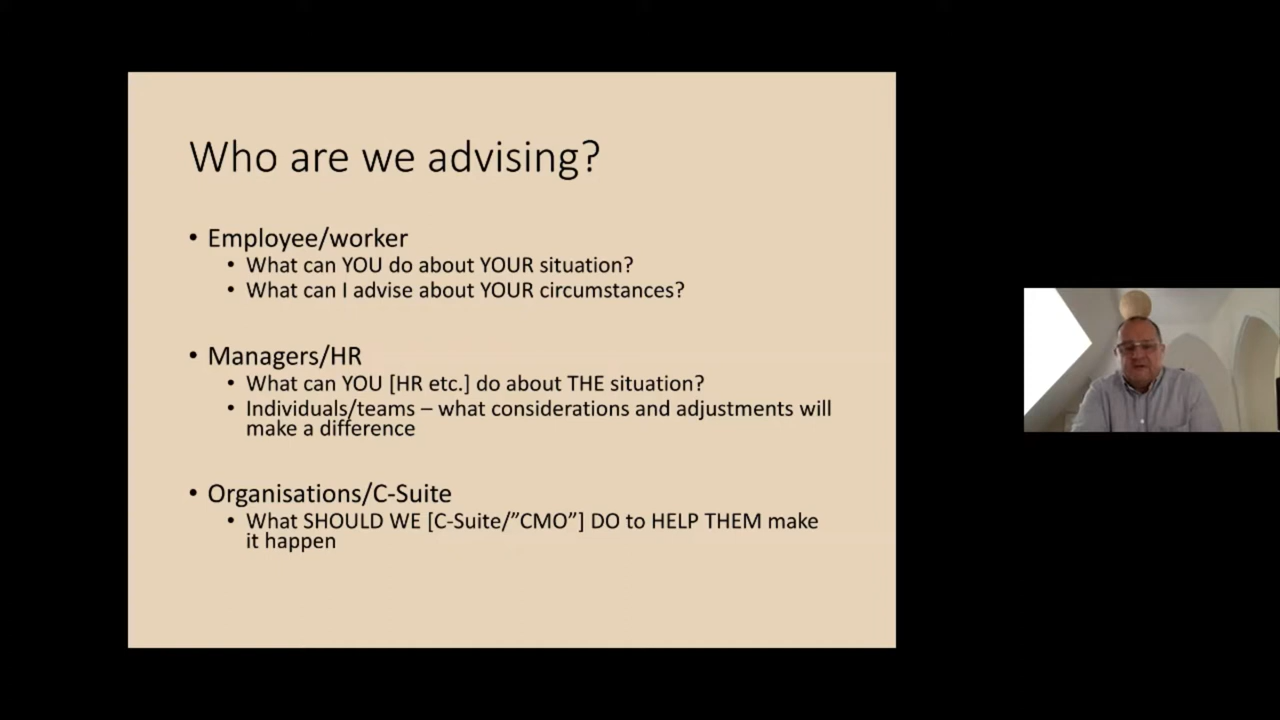 Who are we advising?
• Employee/worker
• What can YOU do about YOUR situation?
• What can I advise about YOUR circumstances?
• Managers/HR
• What can YOU [HR etc.] do about THE situation?
• Individuals/teams – what considerations and adjustments will
make a difference
• Organisations/C-Suite
• What SHOULD WE [C-Suite/”CMO”] DO to HELP THEM make
it happen